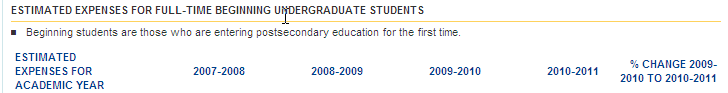 ESTIMATED EXPENSES FOR FULL-TIME BEGINNING UNDERGRADUATE STUDENTS
■ Beginning students are those who are entering postsecondary education for the first time.
ESTIMATED EXPENSES FOR ACADEMIC YEAR 2007-2008 2008-2009 2009-2010 2010-2011 % CHANGE 2009-2010 TO 2010-2011